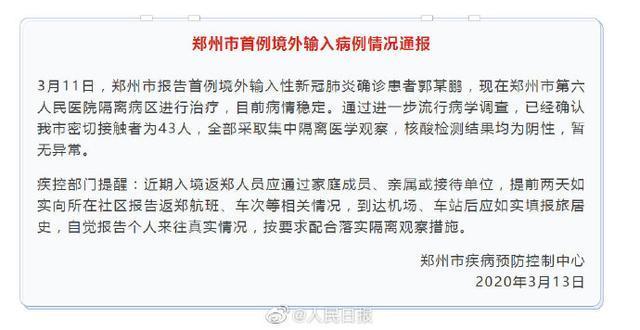 郑州市首例境外输入病例情况通报
3月11日，郑州市报告首例境外输入性新冠肺炎确诊患者郭某鹏，现在郑州市第六
人民医院隔离病区进行治疗，目前病情稳定。通过进一步流行病学调查，已经确认
我市密切接触者为43人，全部采取集中隔离医学观察，核酸检测结果均为阴性，暂
无异常。
疾控部门提醒：近期入境返郑人员应通过家庭成员、亲属或接待单位，提前两天如
实向所在社区报告返郑航班、车次等相关情况，到达机场、车站后应如实填报旅居
史，自觉报告个人来往真实情况，按要求配合落实隔离观察措施。
郑州市疾病预防控制中心
2020年3月13日
@人民日报